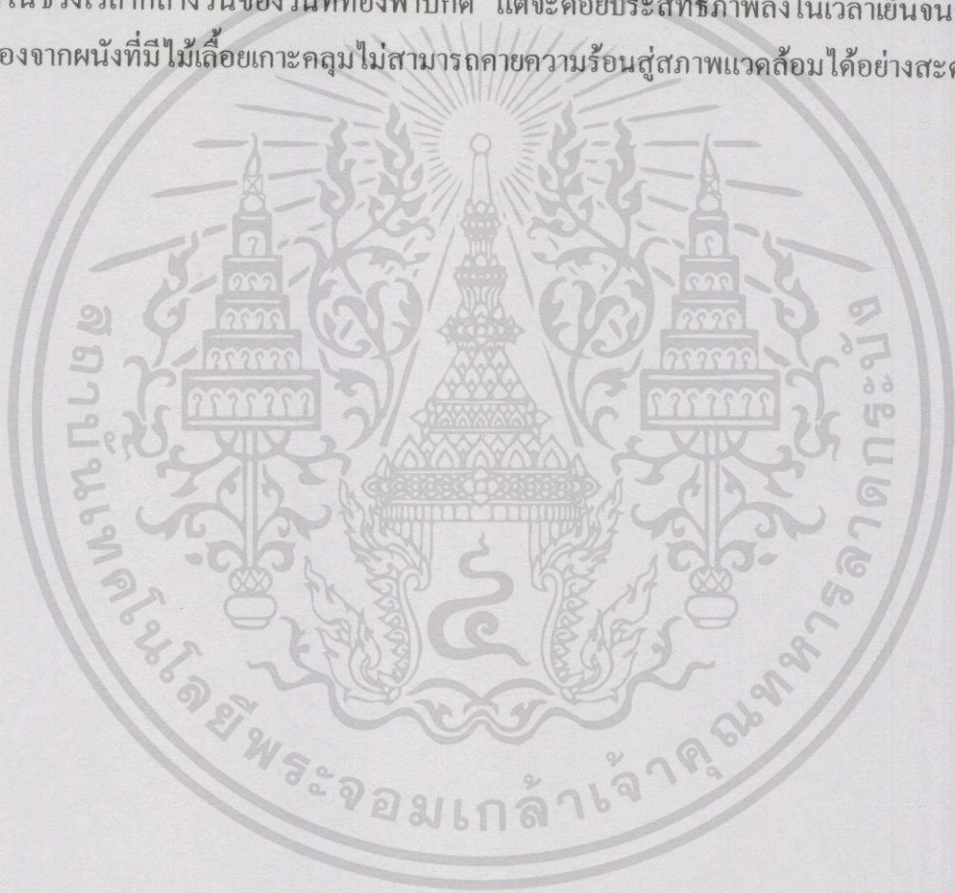 ในช่วงเวลากลางวันของวันที่ท้องฟ้าปกติ แต่จะด้อยประสิทธิภาพลงในเวลาเย็นจน
องจากผนังที่มีไม้เลื้อยเกาะคลุมไม่สามารถคายความร้อนสู่สภาพแวดล้อมได้อย่างสะ
๔
สถาบันเทคโนโลยีพระจอมเกล้าเจ้าคุณทหารลาดกระบัง